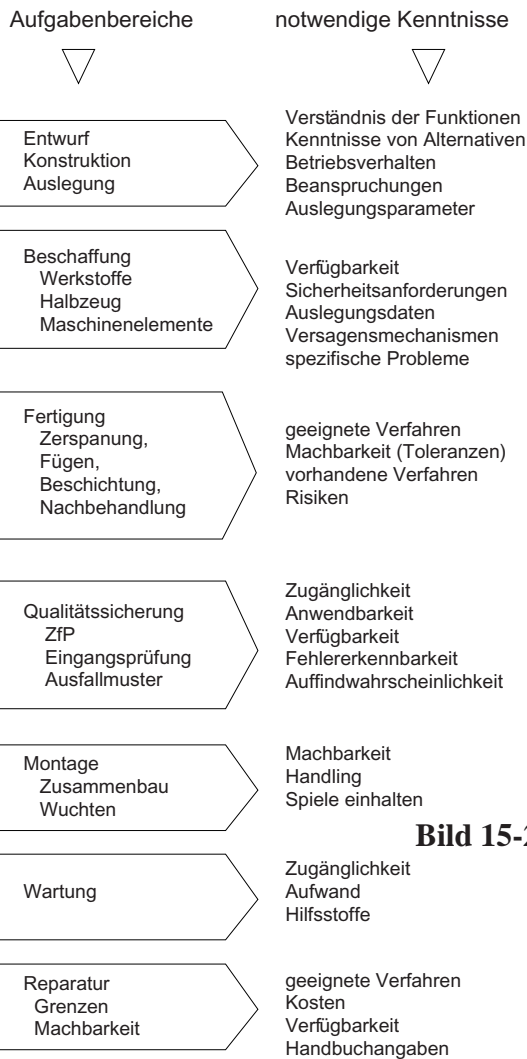 Aufgabenbereiche
notwendige Kenntnisse
Entwurf
Konstruktion
Auslegung
Verständnis der Funktionen
Kenntnisse von Alternativen
Betriebsverhalten
Beanspruchungen
Auslegungsparameter
Beschaffung
Werkstoffe
Halbzeug
Maschinenelemente
Verfügbarkeit
Sicherheitsanforderungen
Auslegungsdaten
Versagensmechanismen
spezifische Probleme
Fertigung
Zerspanung,
Fügen,
Beschichtung,
Nachbehandlung
geeignete Verfahren
Machbarkeit (Toleranzen)
vorhandene Verfahren
Risiken
Qualitätssicherung
ZfP
Eingangsprüfung
Ausfallmuster
Zugänglichkeit
Anwendbarkeit
Verfügbarkeit
Fehlererkennbarkeit
Auffindwahrscheinlichkeit
Montage
Zusammenbau
Wuchten
Machbarkeit
Handling
Spiele einhalten
Bild 15-2
Wartung
Zugänglichkeit
Aufwand
Hilfsstoffe
Reparatur
Grenzen
Machbarkeit
geeignete Verfahren
Kosten
Verfügbarkeit
Handbuchangaben